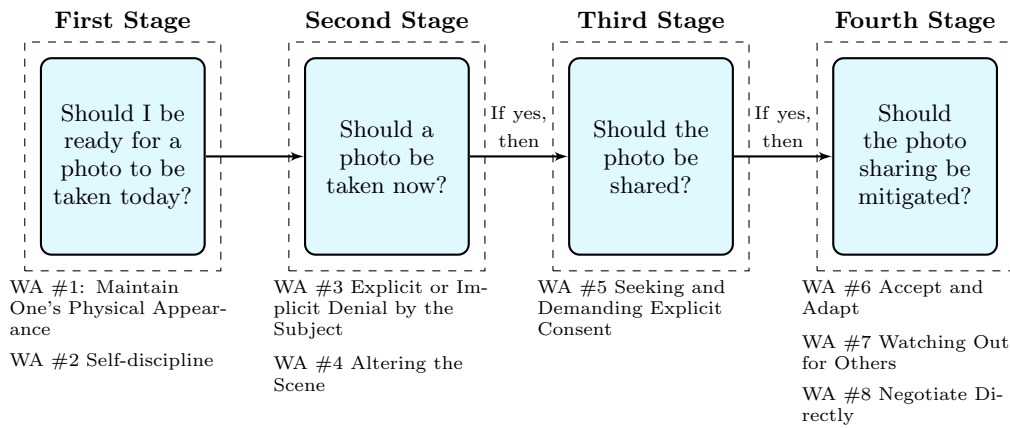 First Stage
Should I be
ready for a
photo to be
taken today?
WA #1: Maintain
One's Physical Appear-
ance
WA #2 Self-discipline
Second Stage
Should a
photo be
taken now?
WA #3 Explicit or Im-
plicit Denial by the
Subject
WA #4 Altering the
Scene
If yes,
then
Third Stage
Should the
photo be
shared?
WA #5 Seeking and
Demanding Explicit
Consent
If yes,
then
Fourth Stage
Should
the photo
sharing be
mitigated?
WA #6 Accept and
Adapt
WA #7 Watching Out
for Others
WA #8 Negotiate Di-
rectly